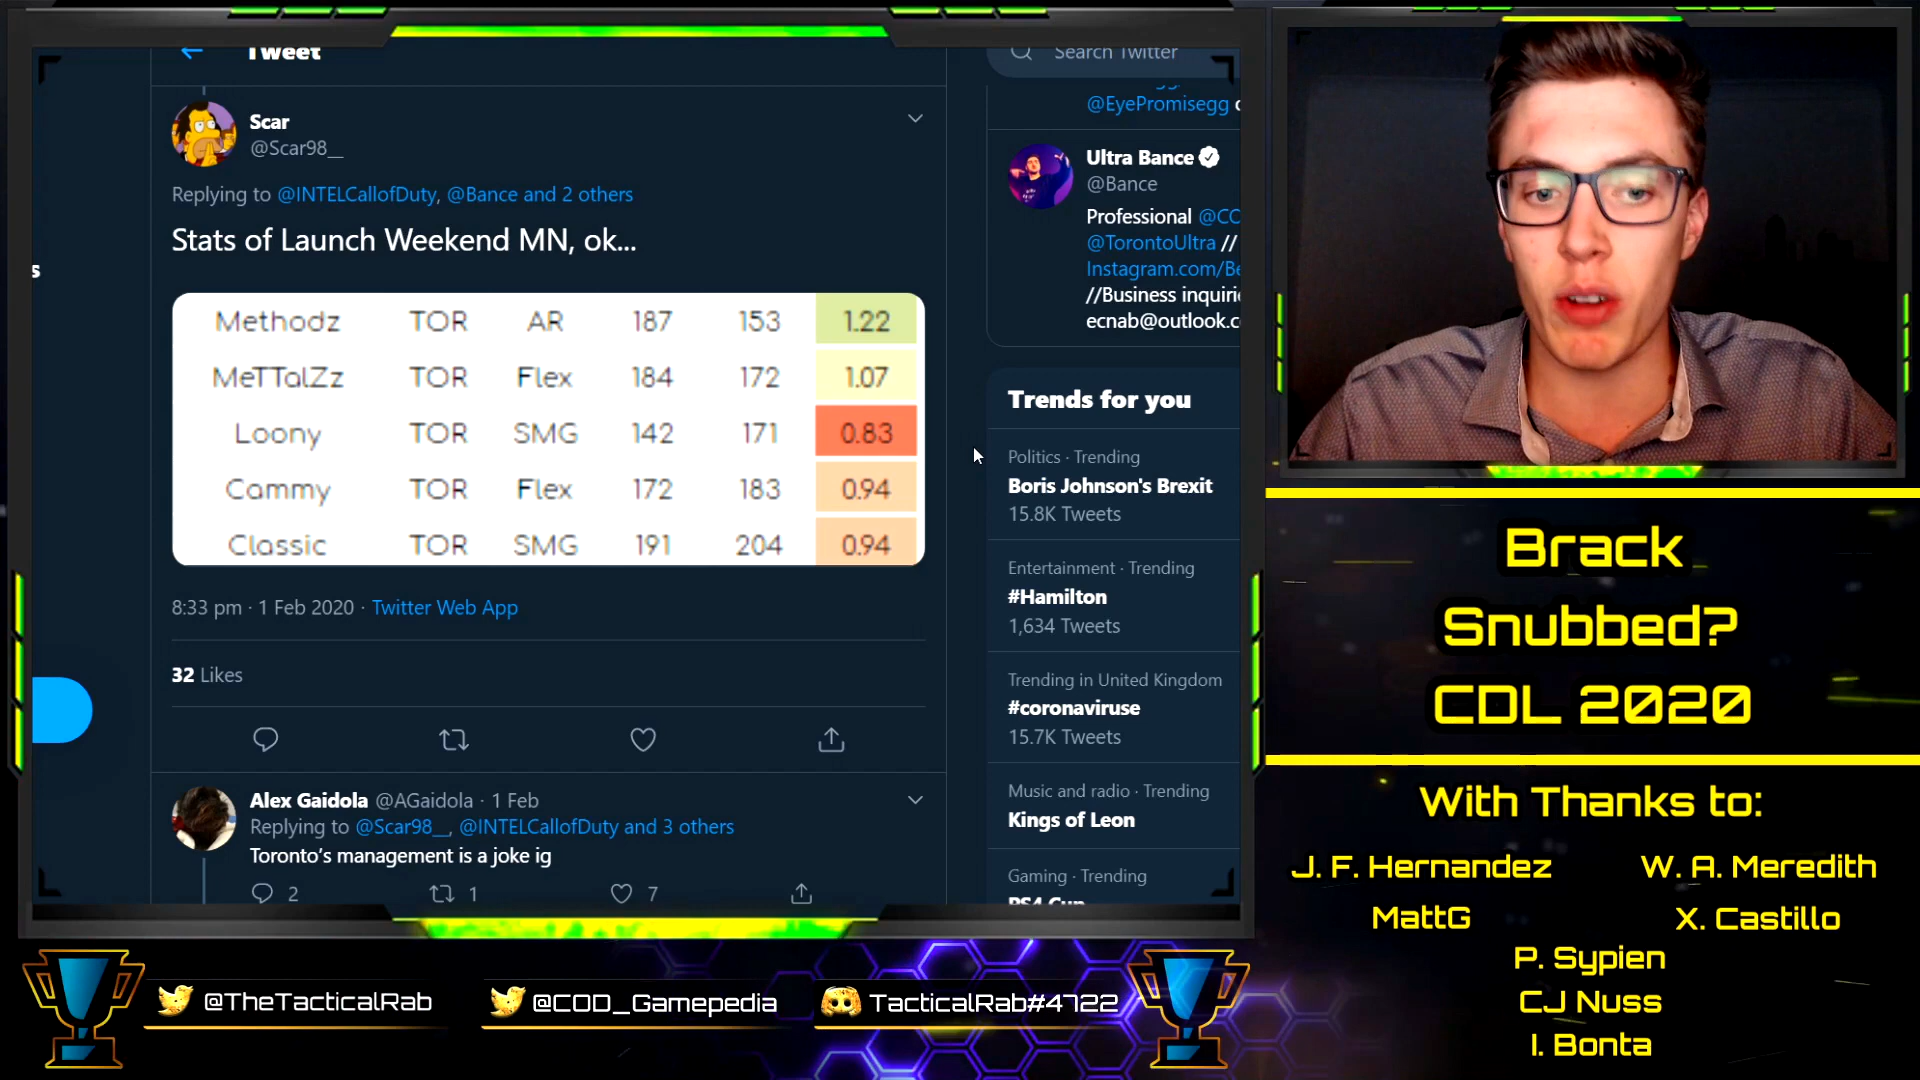 Tweet
Search Twitter
Scar
@Scar98__
Replying to @INTELCallofDuty, @Bance and 2 others
Stats of Launch Weekend MN, ok...
Methodz TOR AR 187 153 1.22
MeTTalZz TOR Flex 184 172 1.07
Loony TOR SMG 142 171 0.83
Cammy TOR Flex 172 183 0.94
Classic TOR SMG 191 204 0.94
8:33 pm · 1 Feb 2020 · Twitter Web App
32 Likes
Alex Gaidola @AGaidola · 1 Feb
Replying to @Scar98__, @INTELCallofDuty and 3 others
Toronto's management is a joke ig
2 1 7
s
@EyePromisegg
Ultra Bance
@Bance
Professional @CO
@TorontoUltra //
Instagram.com/Be
//Business inquirie
ecnab@outlook.c
Trends for you
Politics · Trending
Boris Johnson's Brexit
15.8K Tweets
Entertainment · Trending
#Hamilton
1,634 Tweets
Trending in United Kingdom
#coronaviruse
15.7K Tweets
Music and radio · Trending
Kings of Leon
Gaming · Trending
PS4 Cup
Brack
Snubbed?
CDL 2020
With Thanks to:
J. F. Hernandez W. A. Meredith
MattG X. Castillo
P. Sypien
CJ Nuss
I. Bonta
@TheTacticalRab @COD_Gamepedia TacticalRab#4722